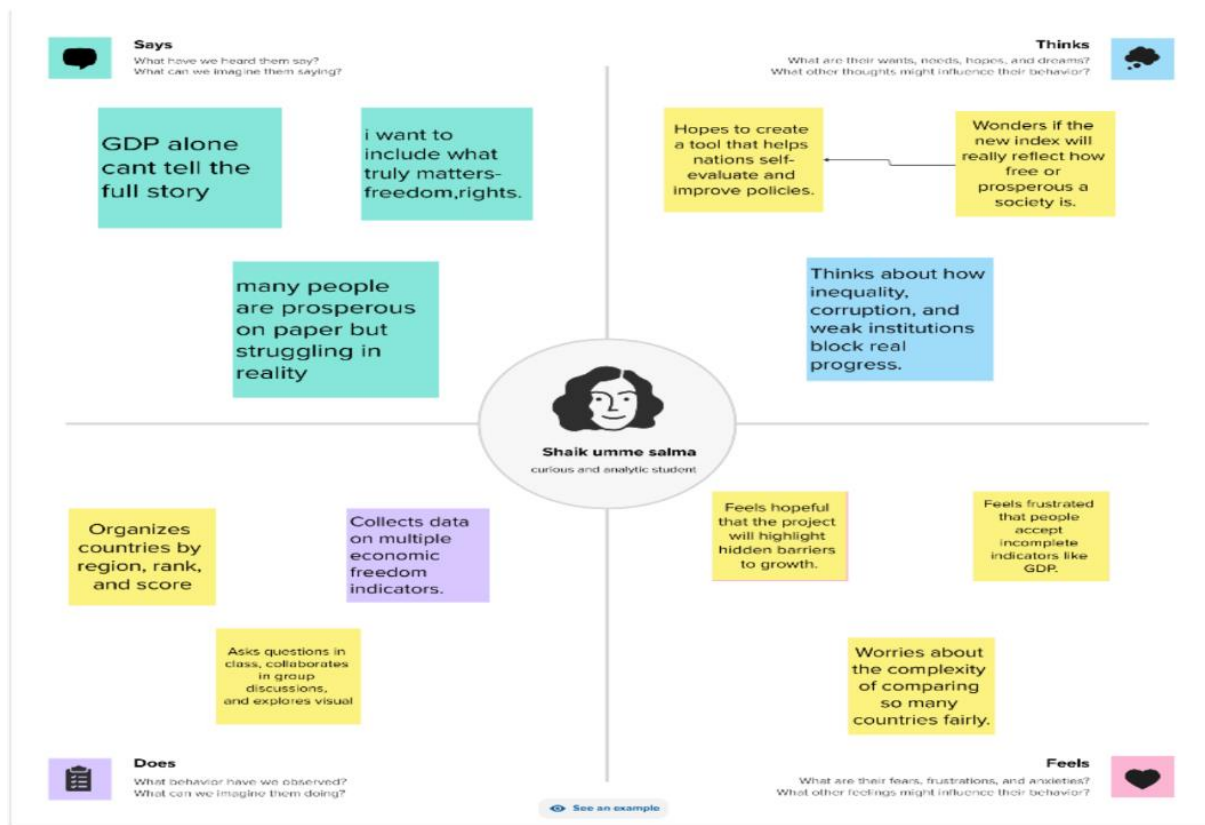 Says
What have we heard them say?
What can we imagine them saying?
GDP alone
cant tell the
full story
i want to
include what
truly matters-
freedom,rights.
many people
are prosperous
on paper but
struggling in
reality
Thinks
What are their wants, needs, hopes, and dreams?
What other thoughts might influence their behavior?
Hopes to create
a tool that helps
nations self-
evaluate and
improve policies.
Wonders if the
new index will
really reflect how
free or
prosperous a
society is.
Thinks about how
inequality,
corruption, and
weak institutions
block real
progress.
Shaik umme salma
curious and analytic student
Organizes
countries by
region, rank,
and score
Collects data
on multiple
economic
freedom
indicators.
Asks questions in
class, collaborates
in group
discussions,
and explores visual
Does
What behavior have we observed?
What can we imagine them doing?
Feels hopeful
that the project
will highlight
hidden barriers
to growth.
Feels frustrated
that people
accept
incomplete
indicators like
GDP.
Worries about
the complexity
of comparing
so many
countries fairly.
Feels
What are their fears, frustrations, and anxieties?
What other feelings might influence their behavior?
See an example